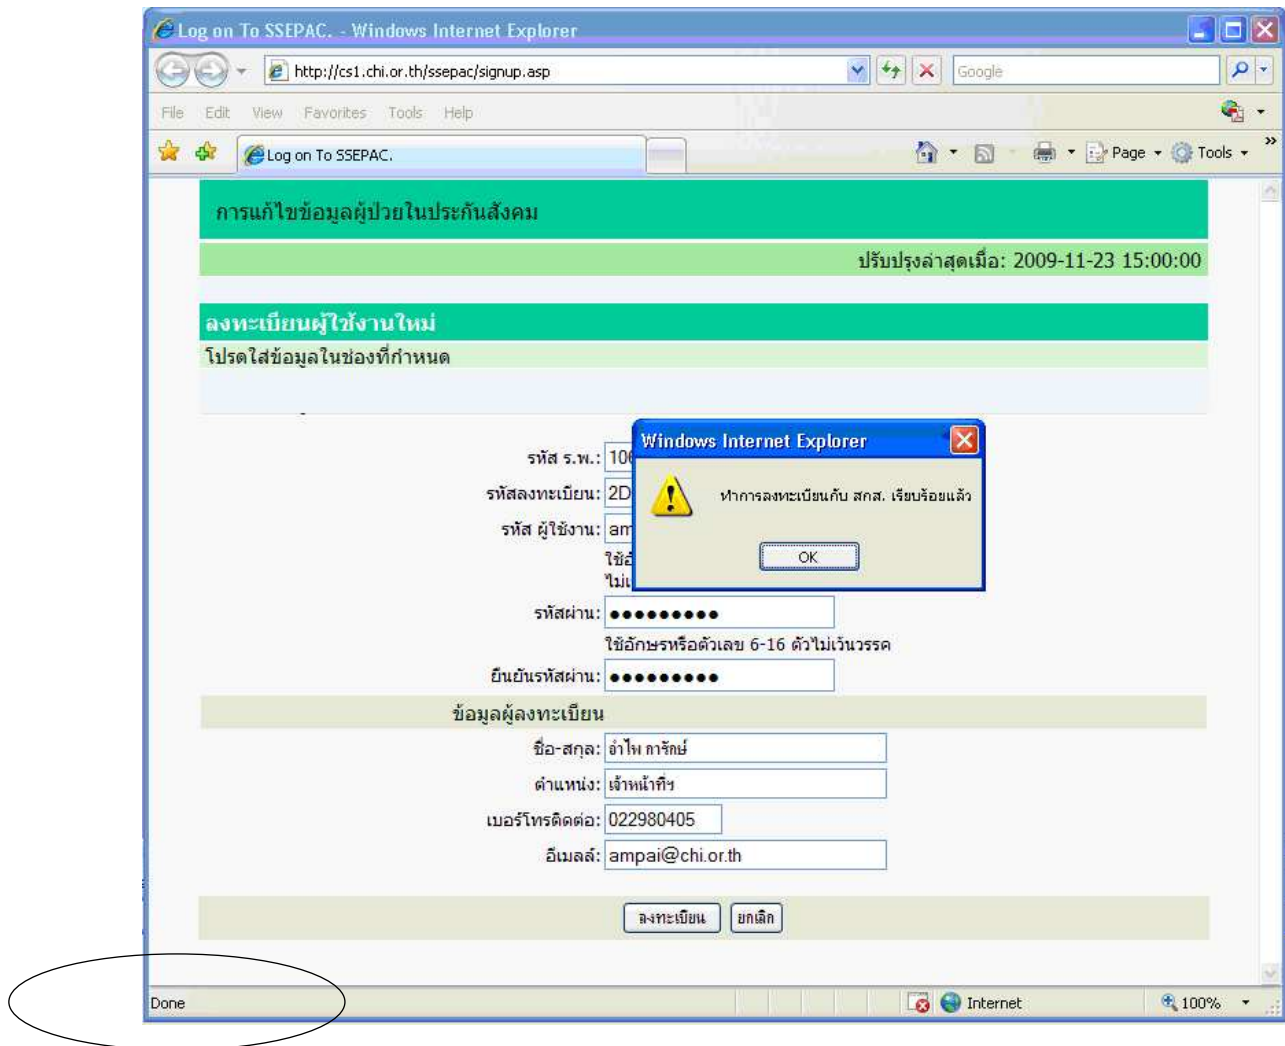 Log on To SSEPAC. - Windows Internet Explorer
http://cs1.chi.or.th/ssepac/signup.asp
Google
File Edit View Favorites Tools Help
Log on To SSEPAC.
Page Tools
การแก้ไขข้อมูลผู้ป่วยในประกันสังคม
ปรับปรุงล่าสุดเมื่อ: 2009-11-23 15:00:00
ลงทะเบียนผู้ใช้งานใหม่
โปรดใส่ข้อมูลในช่องที่กำหนด
Windows Internet Explorer
ทำการลงทะเบียนกับ สกส. เรียบร้อยแล้ว
OK
รหัส ร.พ.:
รหัสลงทะเบียน: 2D
รหัส ผู้ใช้งาน: am
รหัสผ่าน: ●●●●●●●●●
ใช้อักษรหรือตัวเลข 6-16 ตัวไม่เว้นวรรค
ยืนยันรหัสผ่าน: ●●●●●●●●●
ข้อมูลผู้ลงทะเบียน
ชื่อ-สกุล: อำไพ การักษ์
ตำแหน่ง: เจ้าหน้าที่ฯ
เบอร์โทรติดต่อ: 022980405
อีเมลล์: ampai@chi.or.th
ลงทะเบียน ยกเลิก
Done Internet 100%